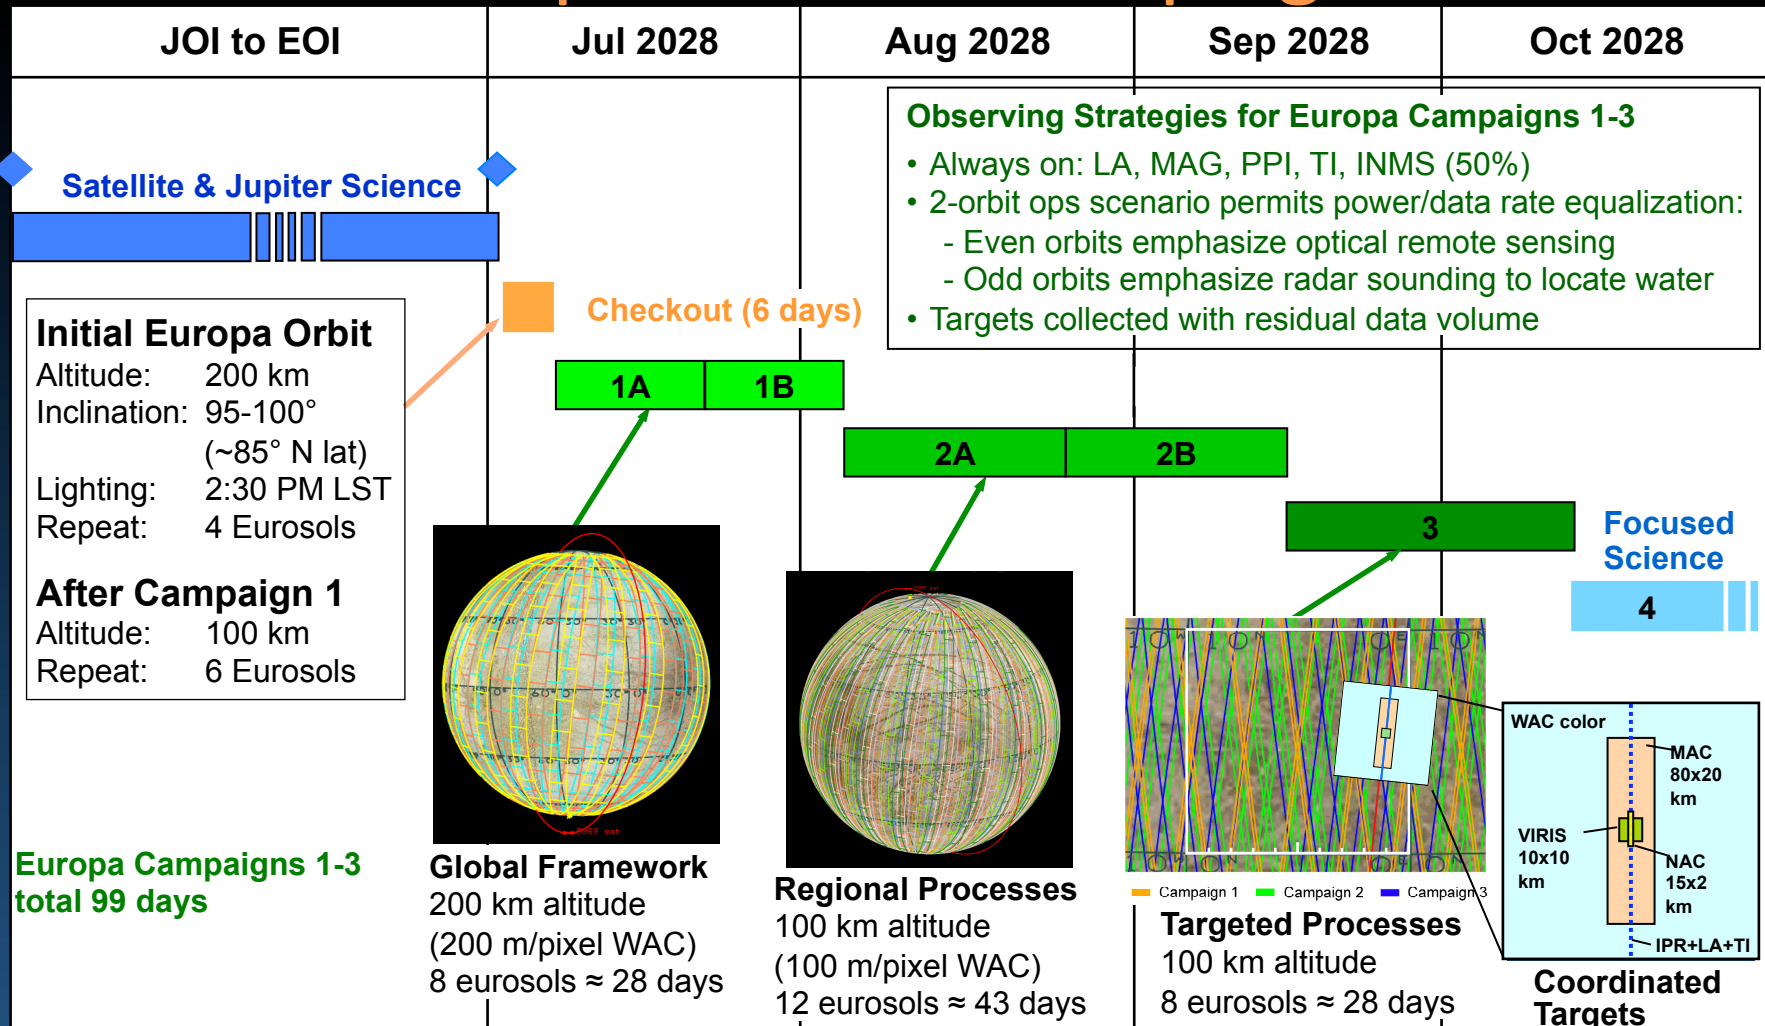 JOI to EOI
Jul 2028
Aug 2028
Sep 2028
Oct 2028
Satellite & Jupiter Science
Observing Strategies for Europa Campaigns 1-3
• Always on: LA, MAG, PPI, TI, INMS (50%)
• 2-orbit ops scenario permits power/data rate equalization:
- Even orbits emphasize optical remote sensing
- Odd orbits emphasize radar sounding to locate water
• Targets collected with residual data volume
Checkout (6 days)
Initial Europa Orbit
Altitude: 200 km
Inclination: 95-100°
(~85° N lat)
Lighting: 2:30 PM LST
Repeat: 4 Eurosols
After Campaign 1
Altitude: 100 km
Repeat: 6 Eurosols
1A
1B
2A
2B
3
Focused
Science
4
Europa Campaigns 1-3
total 99 days
Global Framework
200 km altitude
(200 m/pixel WAC)
8 eurosols ≈ 28 days
Regional Processes
100 km altitude
(100 m/pixel WAC)
12 eurosols ≈ 43 days
Campaign 1
Campaign 2
Campaign 3
Targeted Processes
100 km altitude
8 eurosols ≈ 28 days
WAC color
MAC
80x20
km
VIRIS
10x10
km
NAC
15x2
km
IPR+LA+TI
Coordinated
Targets